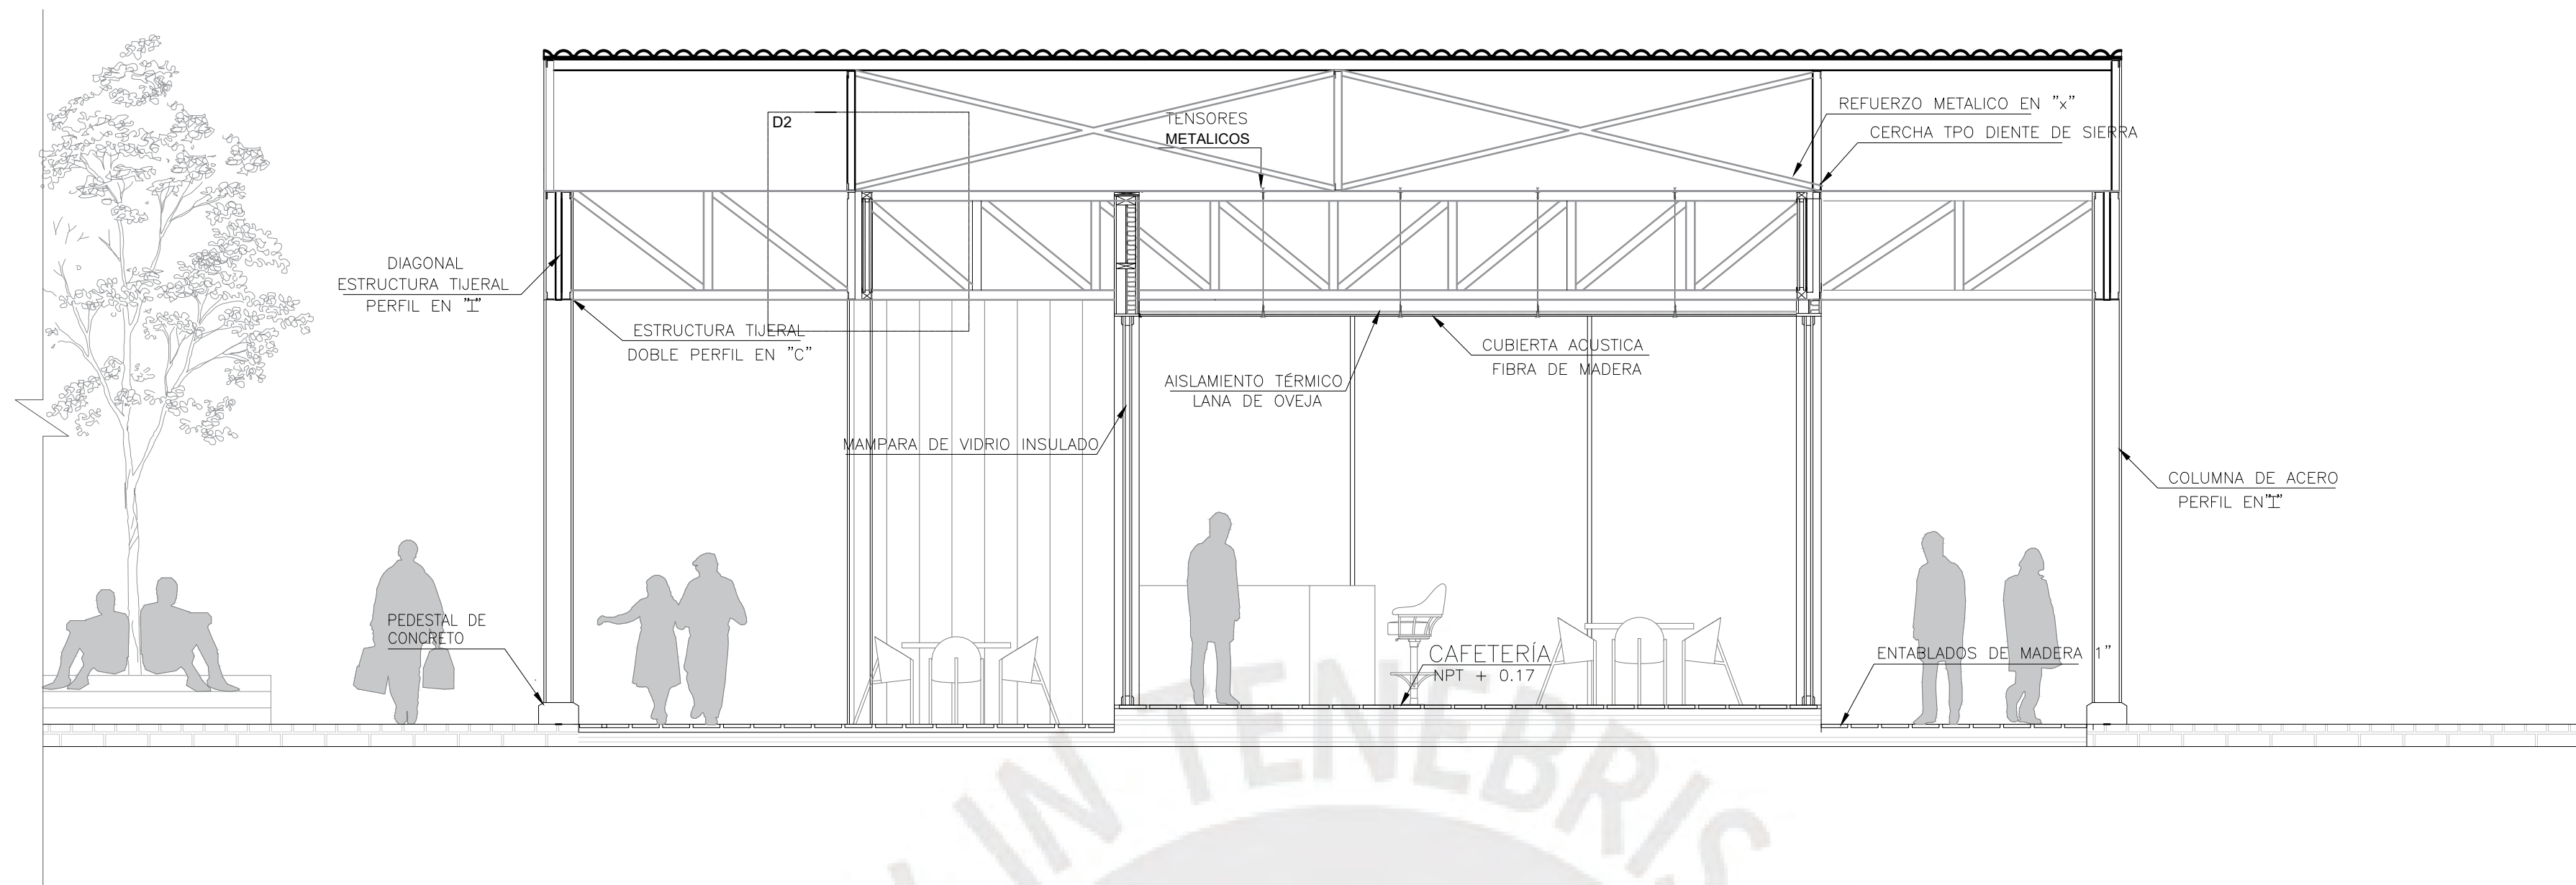 D2
TENSORES
METALICOS
REFUERZO METALICO EN "x"
CERCHA TPO DIENTE DE SIERRA
DIAGONAL
ESTRUCTURA TIJERAL
PERFIL EN "I"
ESTRUCTURA TIJERAL
DOBLE PERFIL EN "C"
CUBIERTA ACUSTICA
FIBRA DE MADERA
AISLAMIENTO TÉRMICO
LANA DE OVEJA
MAMPARA DE VIDRIO INSULADO
COLUMNA DE ACERO
PERFIL EN"I"
PEDESTAL DE
CONCRETO
CAFETERÍA
NPT + 0.17
ENTABLADOS DE MADERA 1"
IN TENEBRIS